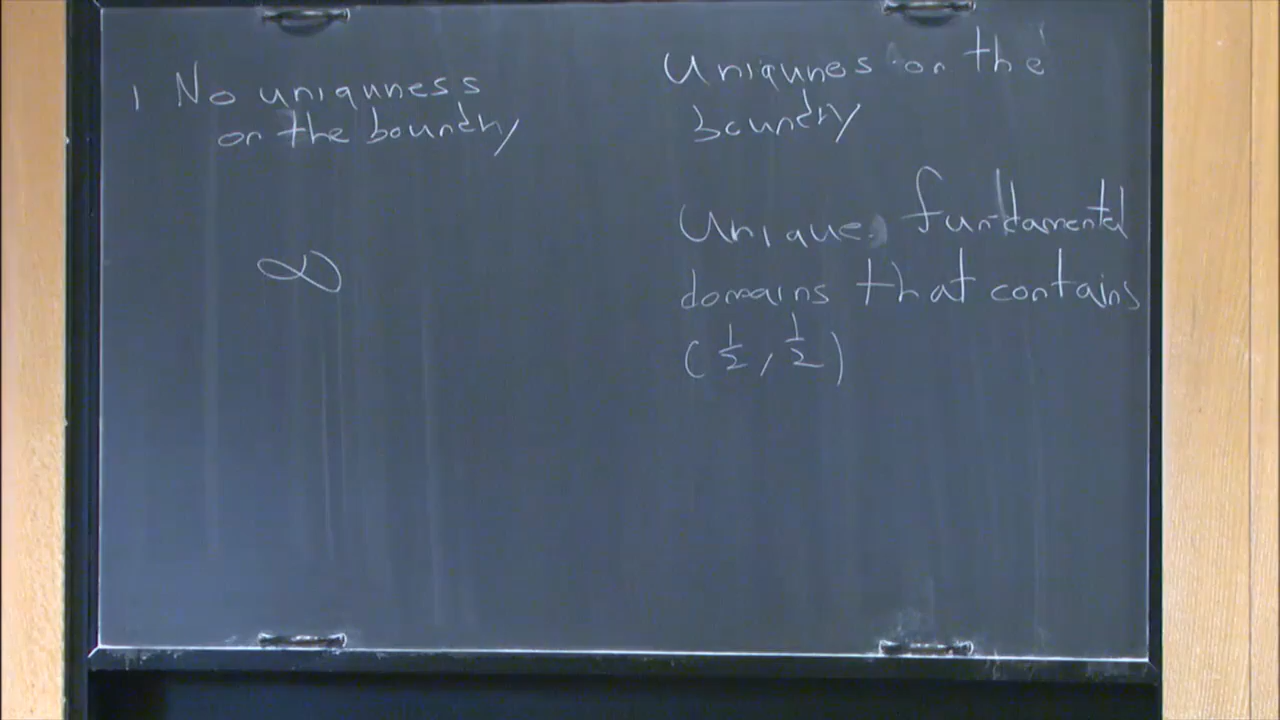 1 No uniquness
on the boundry
∞
Uniqunes on the
boundry
Unique fundamental
domains that contains
(1/2, 1/2)